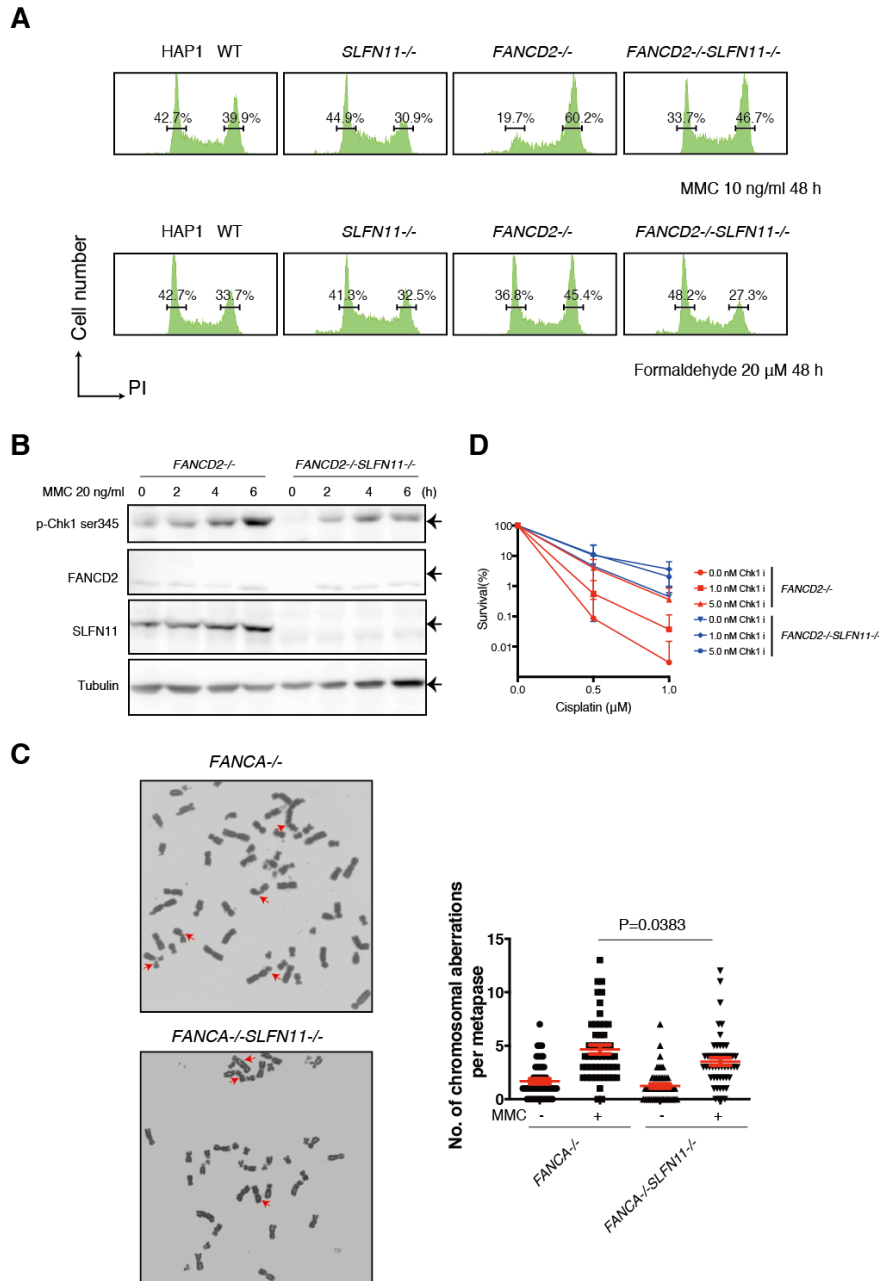 A
HAP1 WT
SLFN11-/-
FANCD2-/-
FANCD2-/-SLFN11-/-
42.7% 39.9%
44.9% 30.9%
19.7% 60.2%
33.7% 46.7%
MMC 10 ng/ml 48 h
HAP1 WT
SLFN11-/-
FANCD2-/-
FANCD2-/-SLFN11-/-
42.7% 33.7%
41.3% 32.5%
36.8% 45.4%
48.2% 27.3%
Cell number
PI
Formaldehyde 20 µM 48 h
B
FANCD2-/-
FANCD2-/-SLFN11-/-
MMC 20 ng/ml 0 2 4 6 0 2 4 6 (h)
p-Chk1 ser345
FANCD2
SLFN11
Tubulin
D
Survival(%)
100
10
1
0.1
0.01
0.0 0.5 1.0
Cisplatin (µM)
0.0 nM Chk1 i
1.0 nM Chk1 i
5.0 nM Chk1 i
FANCD2-/-
0.0 nM Chk1 i
1.0 nM Chk1 i
5.0 nM Chk1 i
FANCD2-/-SLFN11-/-
C
FANCA-/-
FANCA-/-SLFN11-/-
No. of chromosomal aberrations
per metapase
P=0.0383
15
10
5
0
MMC - + - +
FANCA-/-
FANCA-/-SLFN11-/-